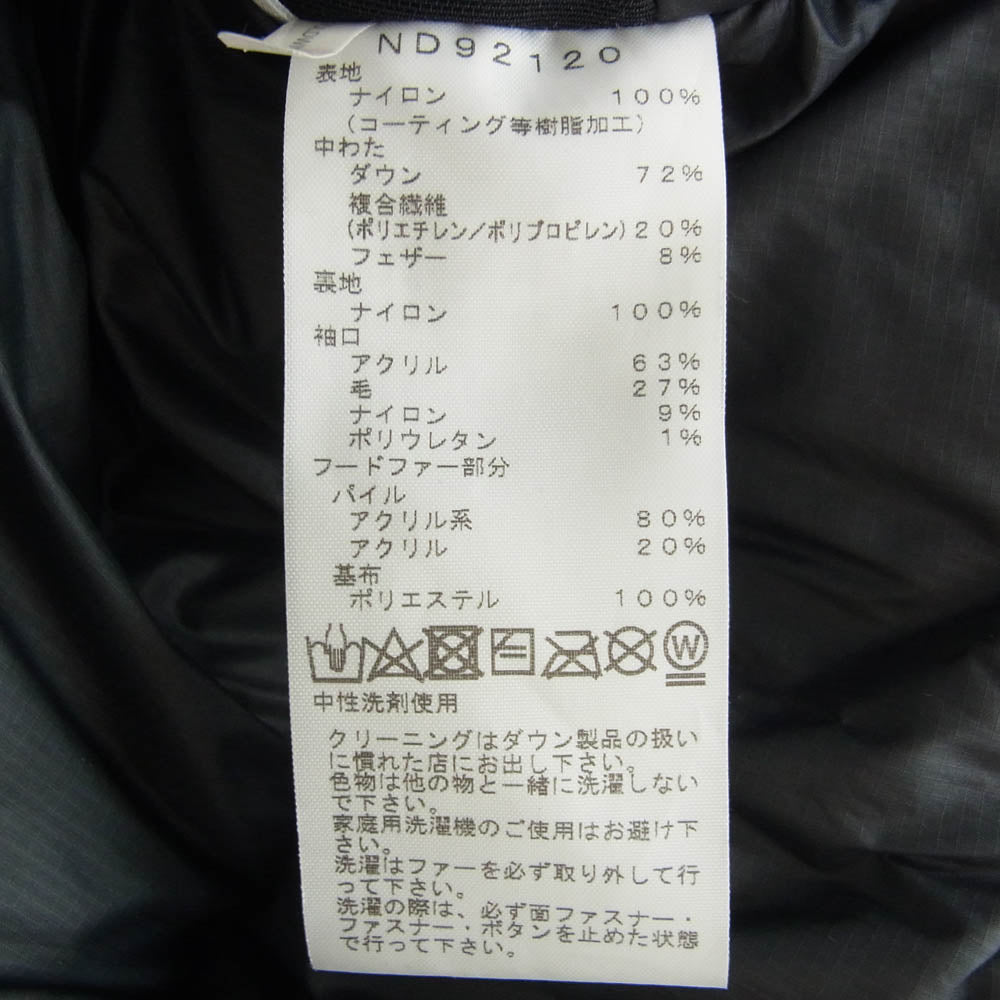 ND92120
表地
ナイロン 100%
(コーティング等樹脂加工)
中わた
ダウン 72%
複合繊維
(ポリエチレン/ポリプロピレン) 20%
フェザー 8%
裏地
ナイロン 100%
袖口
アクリル 63%
毛 27%
ナイロン 9%
ポリウレタン 1%
フードファー部分
パイル
アクリル系 80%
アクリル 20%
基布
ポリエステル 100%
W
中性洗剤使用
クリーニングはダウン製品の扱い
に慣れた店にお出し下さい。
色物は他の物と一緒に洗濯しない
で下さい。
家庭用洗濯機のご使用はお避け下
さい。
洗濯はファーを必ず取り外して行
って下さい。
洗濯の際は、必ず面ファスナー・
ファスナー・ボタンを止めた状態
で行って下さい。